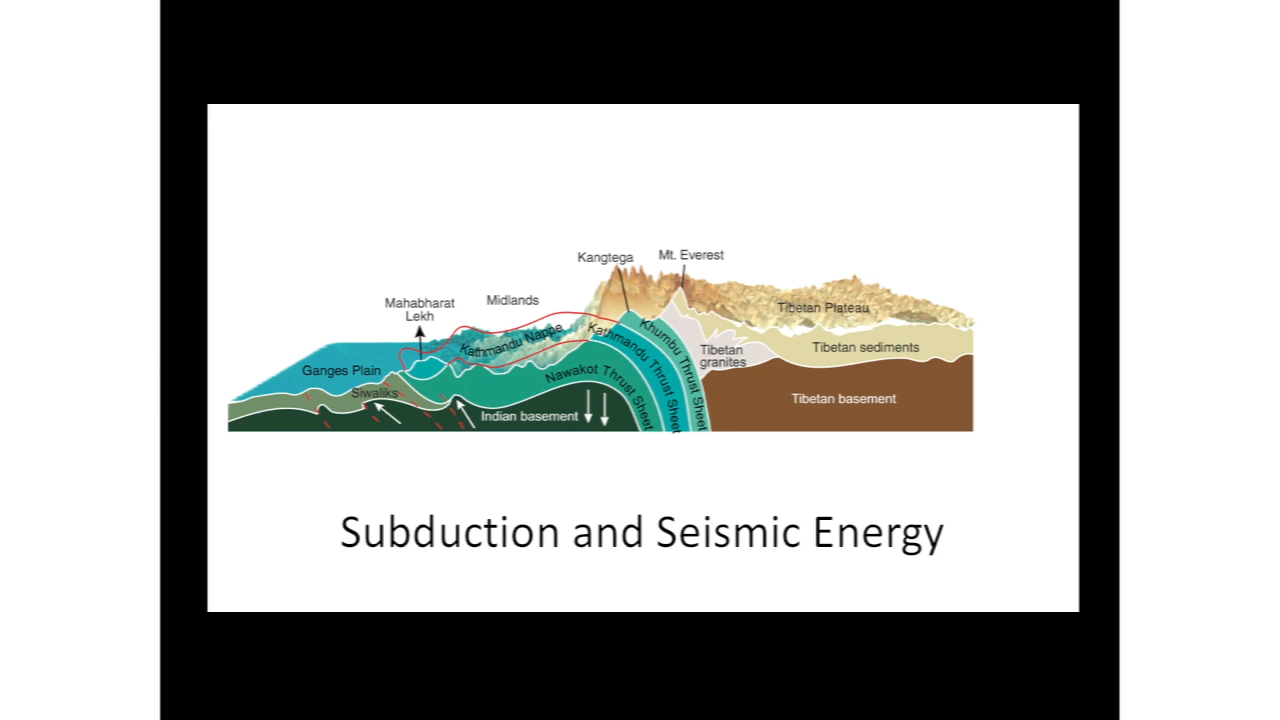 Kangtega
Mt. Everest
Mahabharat
Lekh
Midlands
Tibetan Plateau
Kathmandu Nappe
Kathmandu Thrust Sheet
Khumbu Thrust Sheet
Tibetan
granites
Tibetan sediments
Ganges Plain
Siwaliks
Nawakot Thrust Sheet
Indian basement
Tibetan basement
Subduction and Seismic Energy